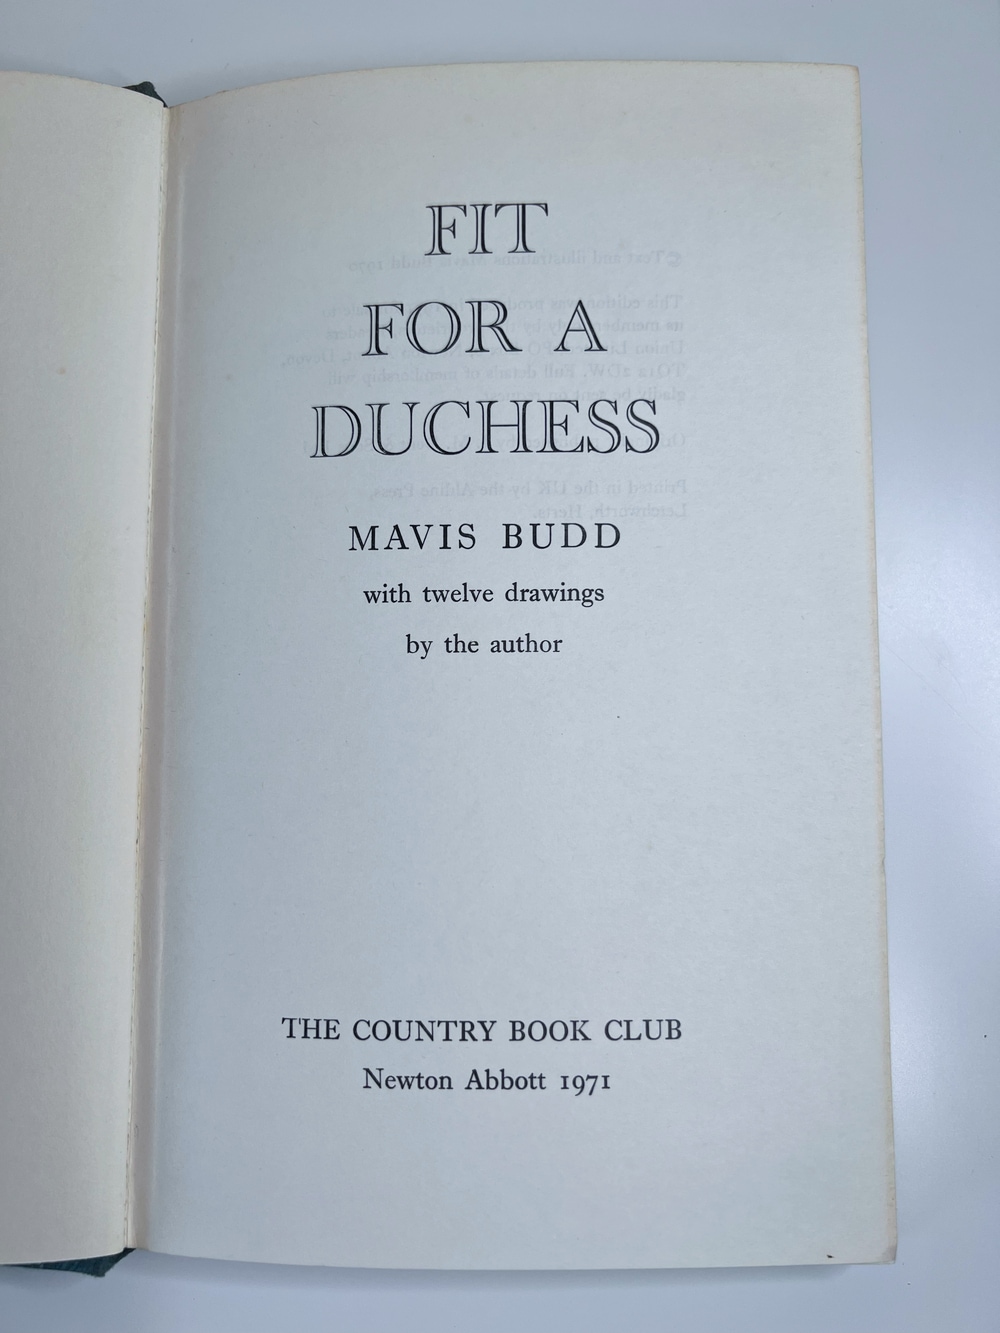 FIT
FOR A
DUCHESS
MAVIS BUDD
with twelve drawings
by the author
THE COUNTRY BOOK CLUB
Newton Abbott 1971